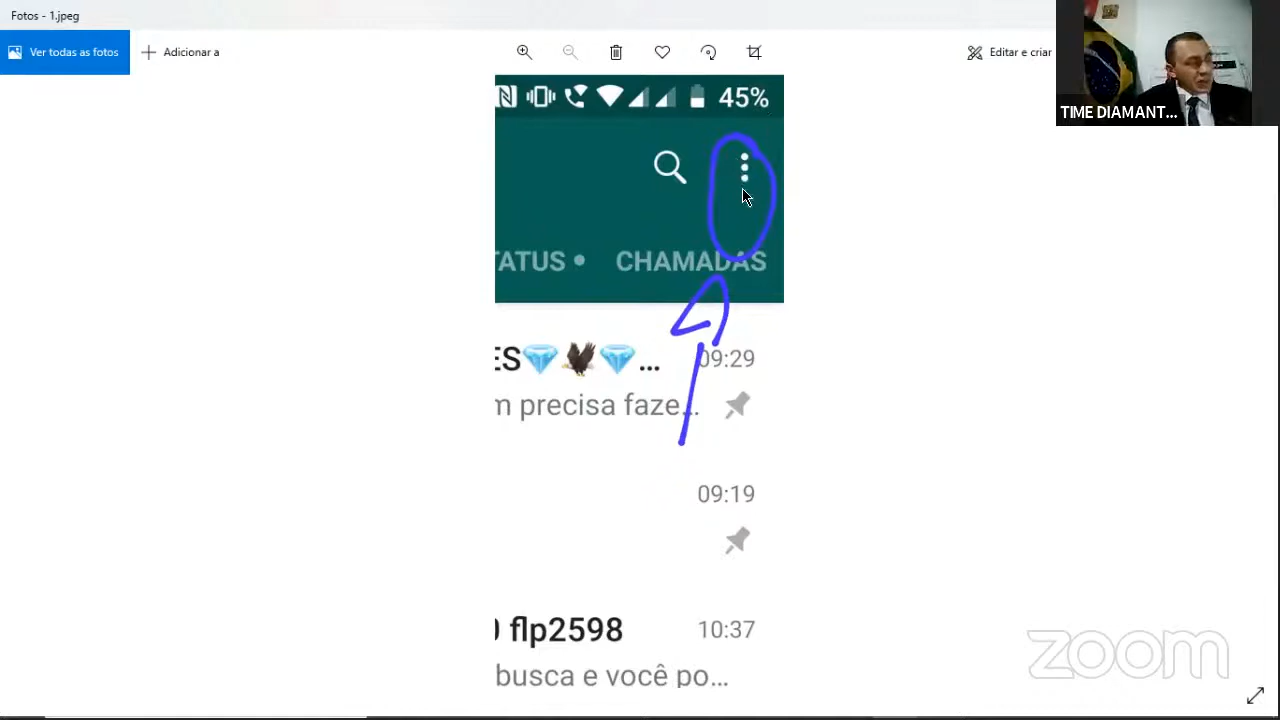 Fotos - 1.jpeg
Ver todas as fotos
Adicionar a
Editar e criar
TIME DIAMANT...
45%
TATUS •
CHAMADAS
ES💎🦅💎...
09:29
m precisa faze...
09:19
flp2598
10:37
busca e você po...
zoom